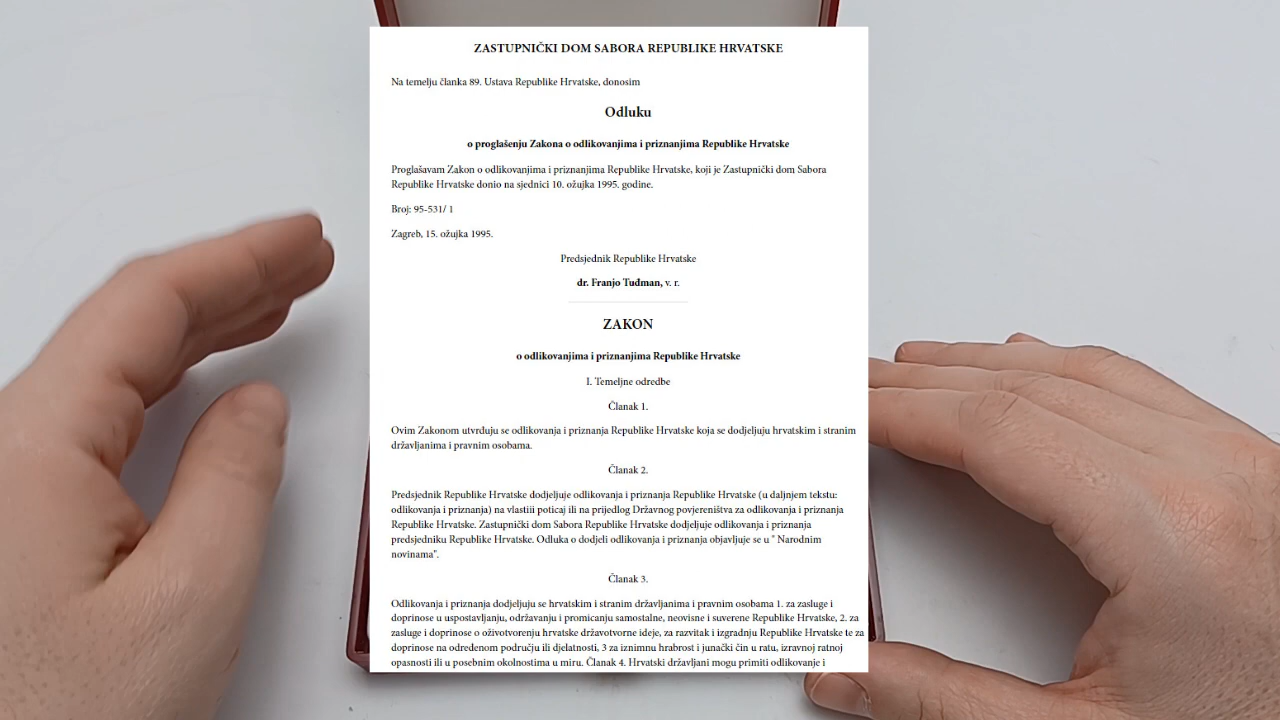 ZASTUPNIČKI DOM SABORA REPUBLIKE HRVATSKE
Na temelju članka 89. Ustava Republike Hrvatske, donosim
Odluku
o proglašenju Zakona o odlikovanjima i priznanjima Republike Hrvatske
Proglašavam Zakon o odlikovanjima i priznanjima Republike Hrvatske, koji je Zastupnički dom Sabora
Republike Hrvatske donio na sjednici 10. ožujka 1995. godine.
Broj: 95-531/ 1
Zagreb, 15. ožujka 1995.
Predsjednik Republike Hrvatske
dr. Franjo Tuđman, v. r.
ZAKON
o odlikovanjima i priznanjima Republike Hrvatske
I. Temeljne odredbe
Članak 1.
Ovim Zakonom utvrđuju se odlikovanja i priznanja Republike Hrvatske koja se dodjeljuju hrvatskim i stranim
državljanima i pravnim osobama.
Članak 2.
Predsjednik Republike Hrvatske dodjeljuje odlikovanja i priznanja Republike Hrvatske (u daljnjem tekstu:
odlikovanja i priznanja) na vlastiii poticaj ili na prijedlog Državnog povjereništva za odlikovanja i priznanja
Republike Hrvatske. Zastupnički dom Sabora Republike Hrvatske dodjeljuje odlikovanja i priznanja
predsjedniku Republike Hrvatske. Odluka o dodjeli odlikovanja i priznanja objavljuje se u " Narodnim
novinama".
Članak 3.
Odlikovanja i priznanja dodjeljuju se hrvatskim i stranim državljanima i pravnim osobama 1. za zasluge i
doprinose u uspostavljanju, održavanju i promicanju samostalne, neovisne i suverene Republike Hrvatske, 2. za
zasluge i doprinose o oživotvorenju hrvatske državotvorne ideje, za razvitak i izgradnju Republike Hrvatske te za
doprinose na određenom području ili djelatnosti, 3 za iznimnu hrabrost i junački čin u ratu, izravnoj ratnoj
opasnosti ili u posebnim okolnostima u miru. Članak 4. Hrvatski državljani mogu primiti odlikovanje i